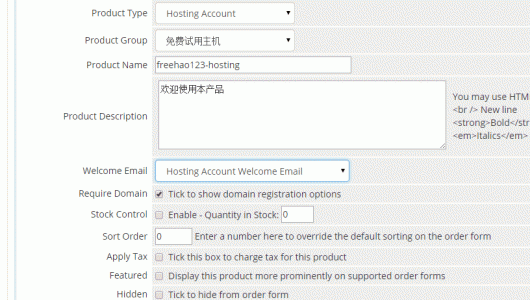 Product Type Hosting Account
Product Group 免费试用主机
Product Name freehao123-hosting
Product Description 欢迎使用本产品
You may use HTM
<br /> New line
<strong>Bold</str
<em>Italics</em>
Welcome Email Hosting Account Welcome Email
Require Domain Tick to show domain registration options
Stock Control Enable - Quantity in Stock: 0
Sort Order 0 Enter a number here to override the default sorting on the order form
Apply Tax Tick this box to charge tax for this product
Featured Display this product more prominently on supported order forms
Hidden Tick to hide from order form